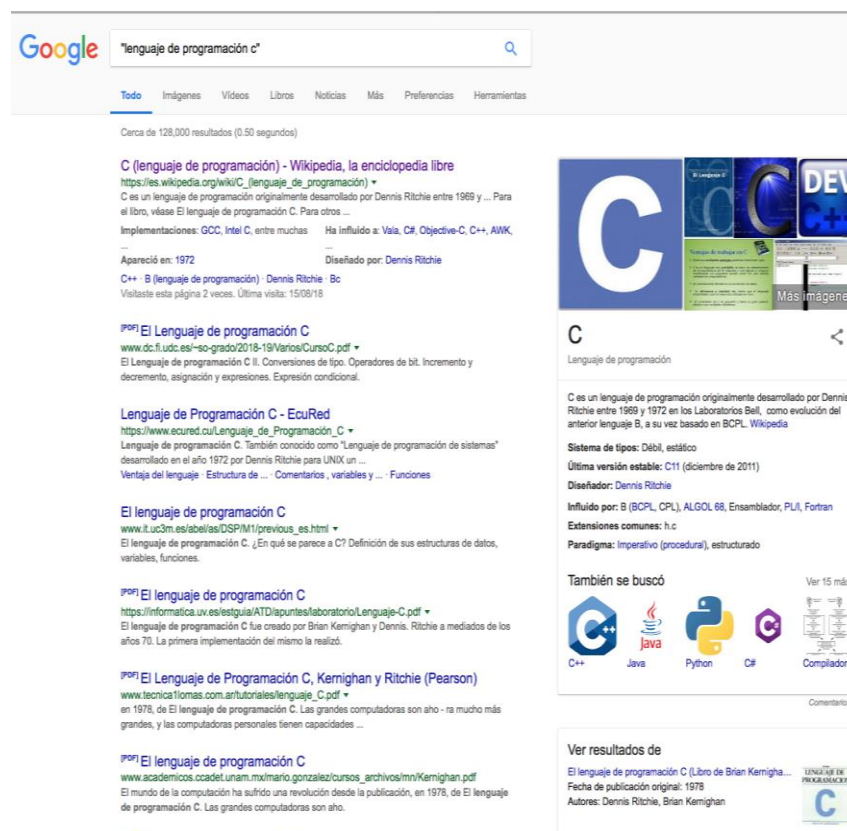 Google
"lenguaje de programación c"
Todo Imágenes Vídeos Libros Noticias Más Preferencias Herramientas
Cerca de 128,000 resultados (0.50 segundos)
C (lenguaje de programación) - Wikipedia, la enciclopedia libre
https://es.wikipedia.org/wiki/C_(lenguaje_de_programación)
C es un lenguaje de programación originalmente desarrollado por Dennis Ritchie entre 1969 y ... Para
el libro, véase El lenguaje de programación C. Para otros ...
Implementaciones: GCC, Intel C, entre muchas Ha influido a: Vala, C#, Objective-C, C++, AWK,
... ...
Apareció en: 1972 Diseñado por: Dennis Ritchie
C++ · B (lenguaje de programación) · Dennis Ritchie · Bc
Visitaste esta página 2 veces. Última visita: 15/08/18
[PDF] El Lenguaje de programación C
www.dc.fi.udc.es/~so-grado/2018-19/Varios/CursoC.pdf
El Lenguaje de programación C II. Conversiones de tipo. Operadores de bit. Incremento y
decremento, asignación y expresiones. Expresión condicional.
Lenguaje de Programación C - EcuRed
https://www.ecured.cu/Lenguaje_de_Programación_C
Lenguaje de programación C. También conocido como "Lenguaje de programación de sistemas"
desarrollado en el año 1972 por Dennis Ritchie para UNIX un ...
Ventaja del lenguaje · Estructura de ... · Comentarios , variables y ... · Funciones
El lenguaje de programación C
www.it.uc3m.es/abel/as/DSP/M1/previous_es.html
El lenguaje de programación C. ¿En qué se parece a C? Definición de sus estructuras de datos,
variables, funciones.
[PDF] El lenguaje de programación C
https://informatica.uv.es/estguia/ATD/apuntes/laboratorio/Lenguaje-C.pdf
El lenguaje de programación C fue creado por Brian Kernighan y Dennis. Ritchie a mediados de los
años 70. La primera implementación del mismo la realizó.
[PDF] El Lenguaje de Programación C, Kernighan y Ritchie (Pearson)
www.tecnica1lomas.com.ar/tutoriales/lenguaje_C.pdf
en 1978, de El lenguaje de programación C. Las grandes computadoras son aho - ra mucho más
grandes, y las computadoras personales tienen capacidades ...
[PDF] El lenguaje de programación C
www.academicos.ccadet.unam.mx/mario.gonzalez/cursos_archivos/mn/Kernighan.pdf
El mundo de la computación ha sufrido una revolución desde la publicación, en 1978, de El lenguaje
de programación C. Las grandes computadoras son aho.
C
El Lenguaje C
C
DEV
C++
Ventajas de trabajar en C
Más imágene
C
Lenguaje de programación
C es un lenguaje de programación originalmente desarrollado por Dennis
Ritchie entre 1969 y 1972 en los Laboratorios Bell, como evolución del
anterior lenguaje B, a su vez basado en BCPL. Wikipedia
Sistema de tipos: Débil, estático
Última versión estable: C11 (diciembre de 2011)
Diseñador: Dennis Ritchie
Influido por: B (BCPL, CPL), ALGOL 68, Ensamblador, PL/I, Fortran
Extensiones comunes: h.c
Paradigma: Imperativo (procedural), estructurado
También se buscó Ver 15 más
C++ Java C#
C++ Java Python C# Compilador
Comentario
Ver resultados de
El lenguaje de programación C (Libro de Brian Kernigha...
Fecha de publicación original: 1978
Autores: Dennis Ritchie, Brian Kernighan
LENGUAJE DE
PROGRAMACION
C